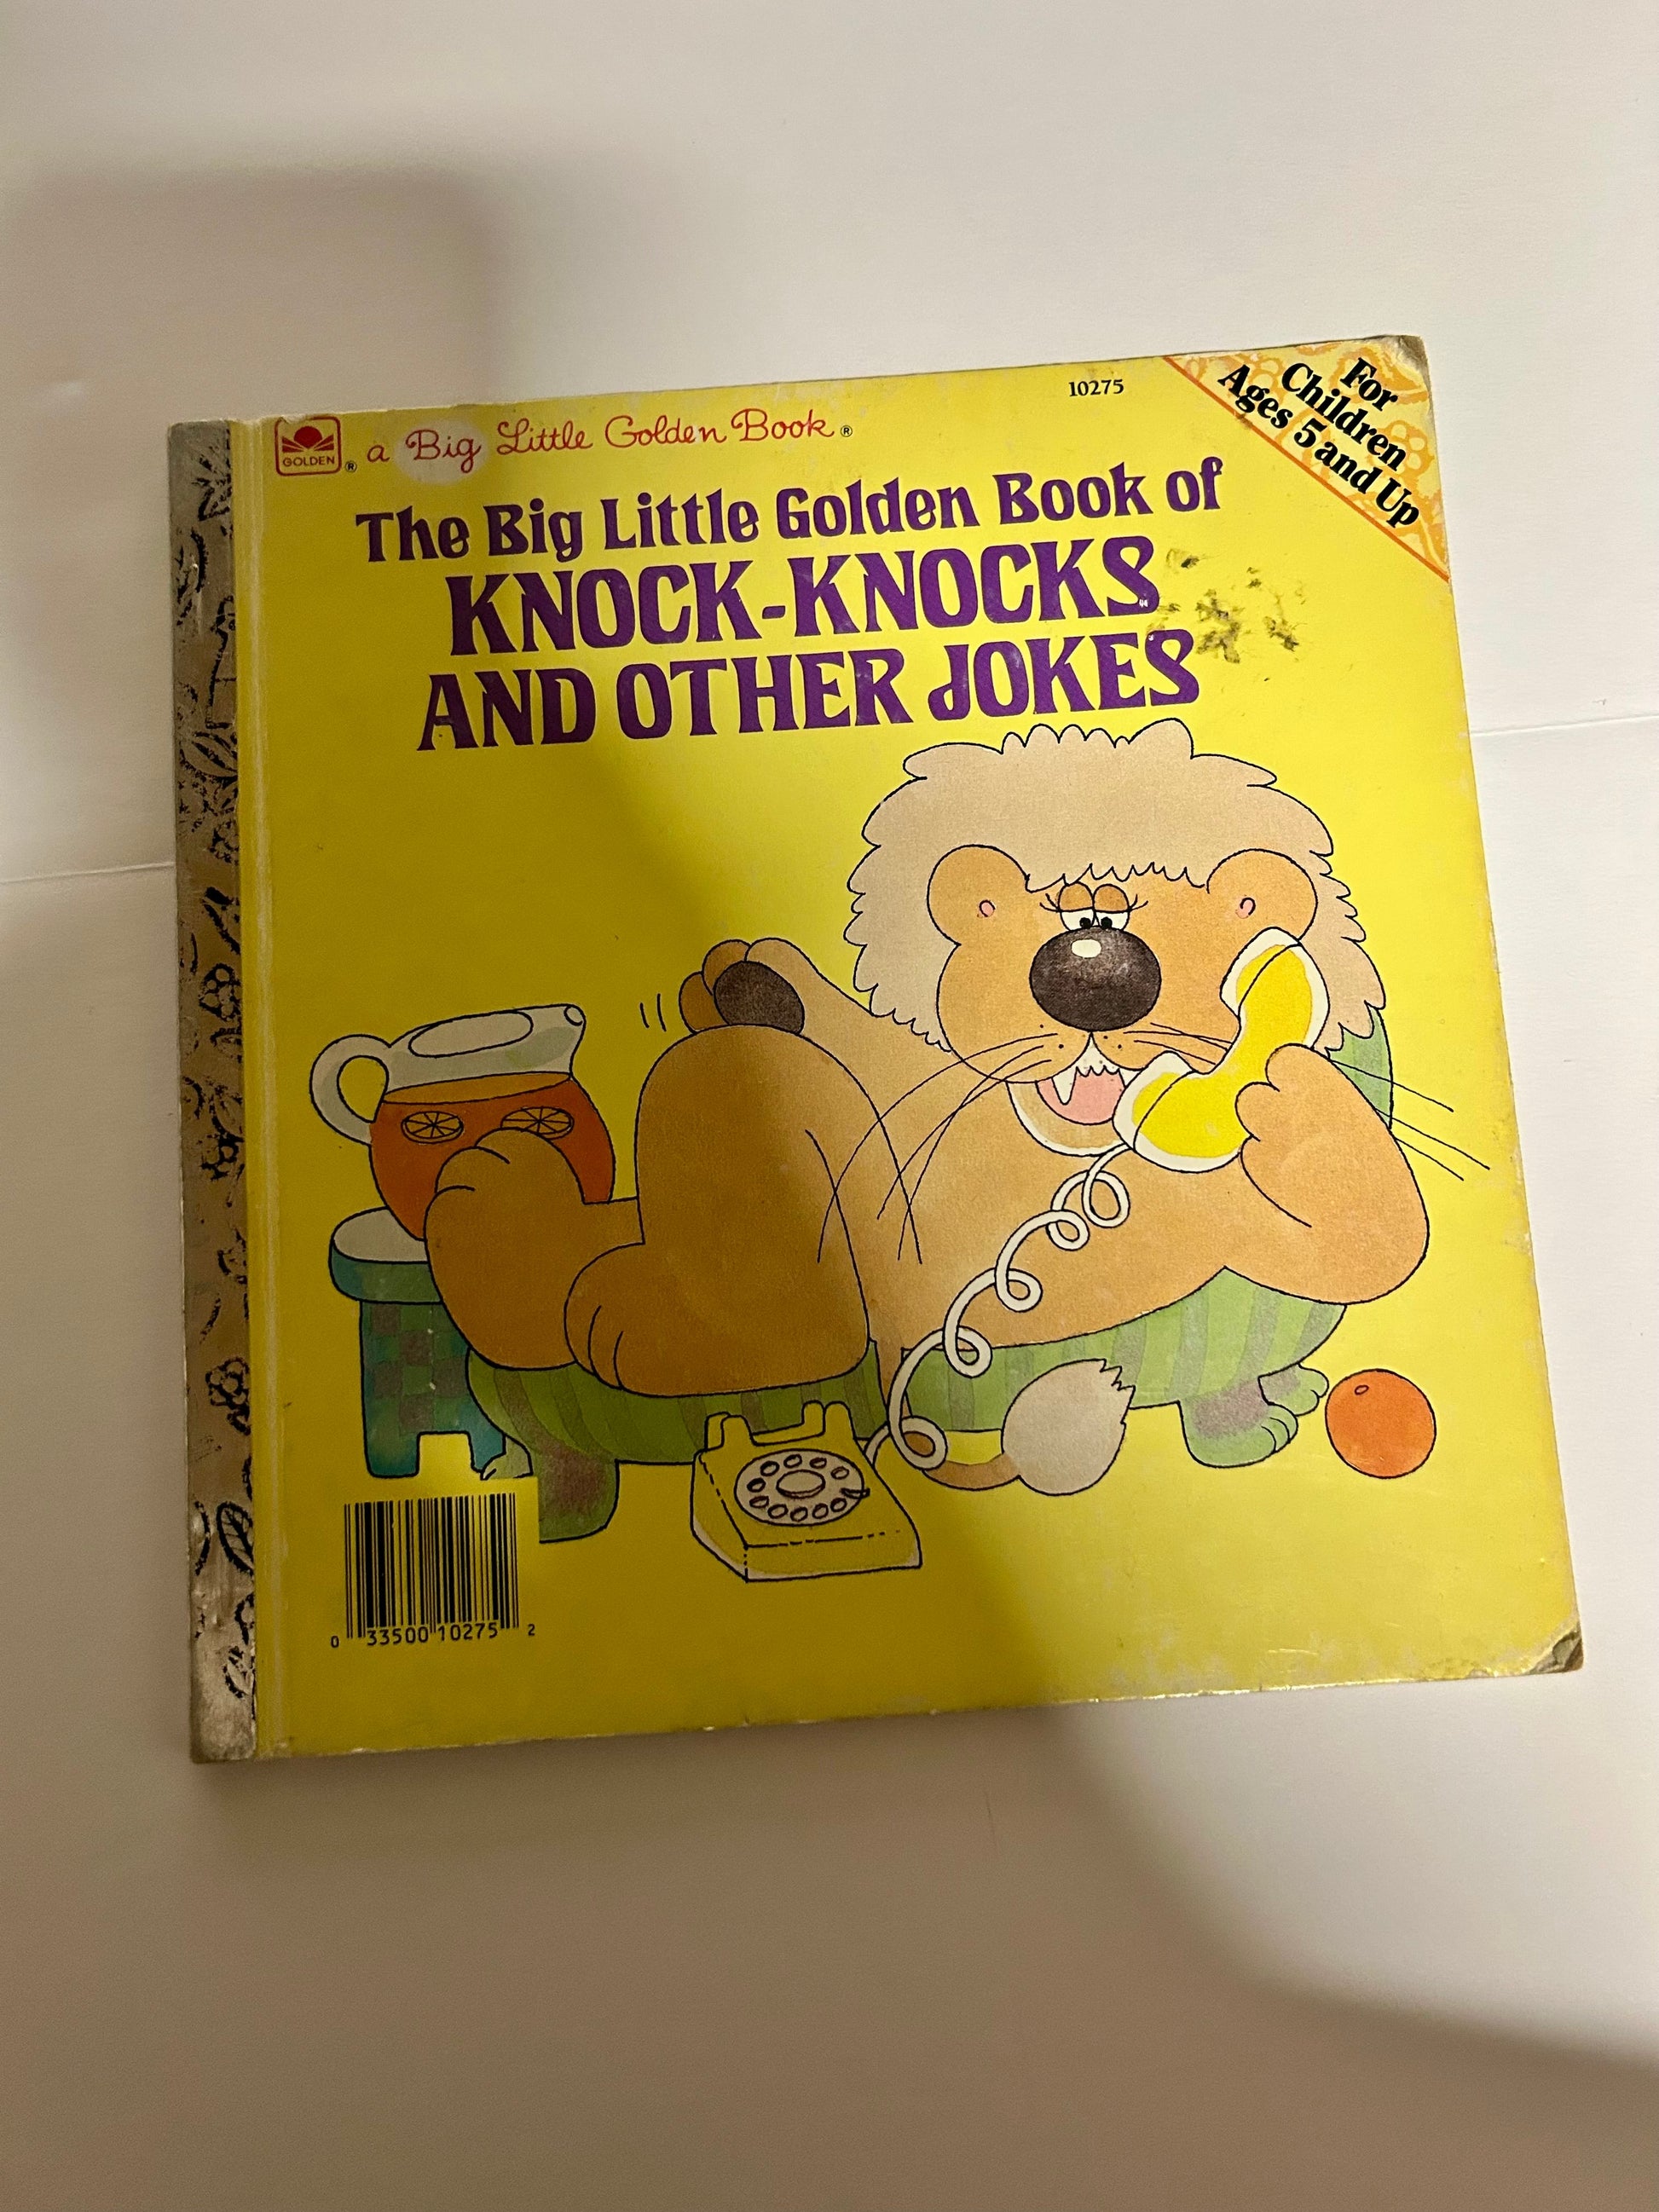 10275
For
Children
Ages 5 and Up
GOLDEN ®
a Big Little Golden Book®
The Big Little Golden Book of
KNOCK-KNOCKS
AND OTHER JOKES
0 33500 10275 2